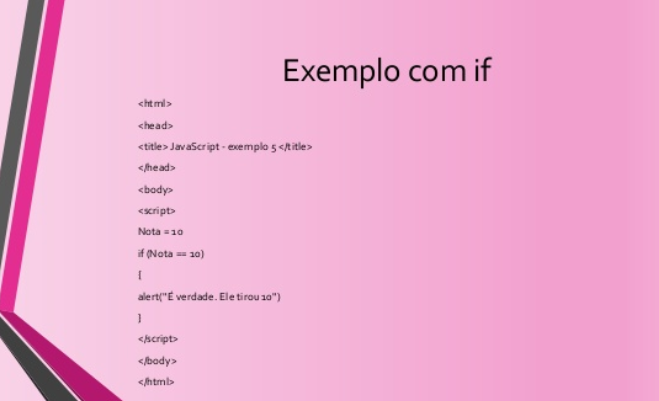 Exemplo com if
<html>
<head>
<title> JavaScript - exemplo 5 </title>
</head>
<body>
<script>
Nota = 10
if (Nota == 10)
{
alert("É verdade. Ele tirou 10")
}
</script>
</body>
</html>